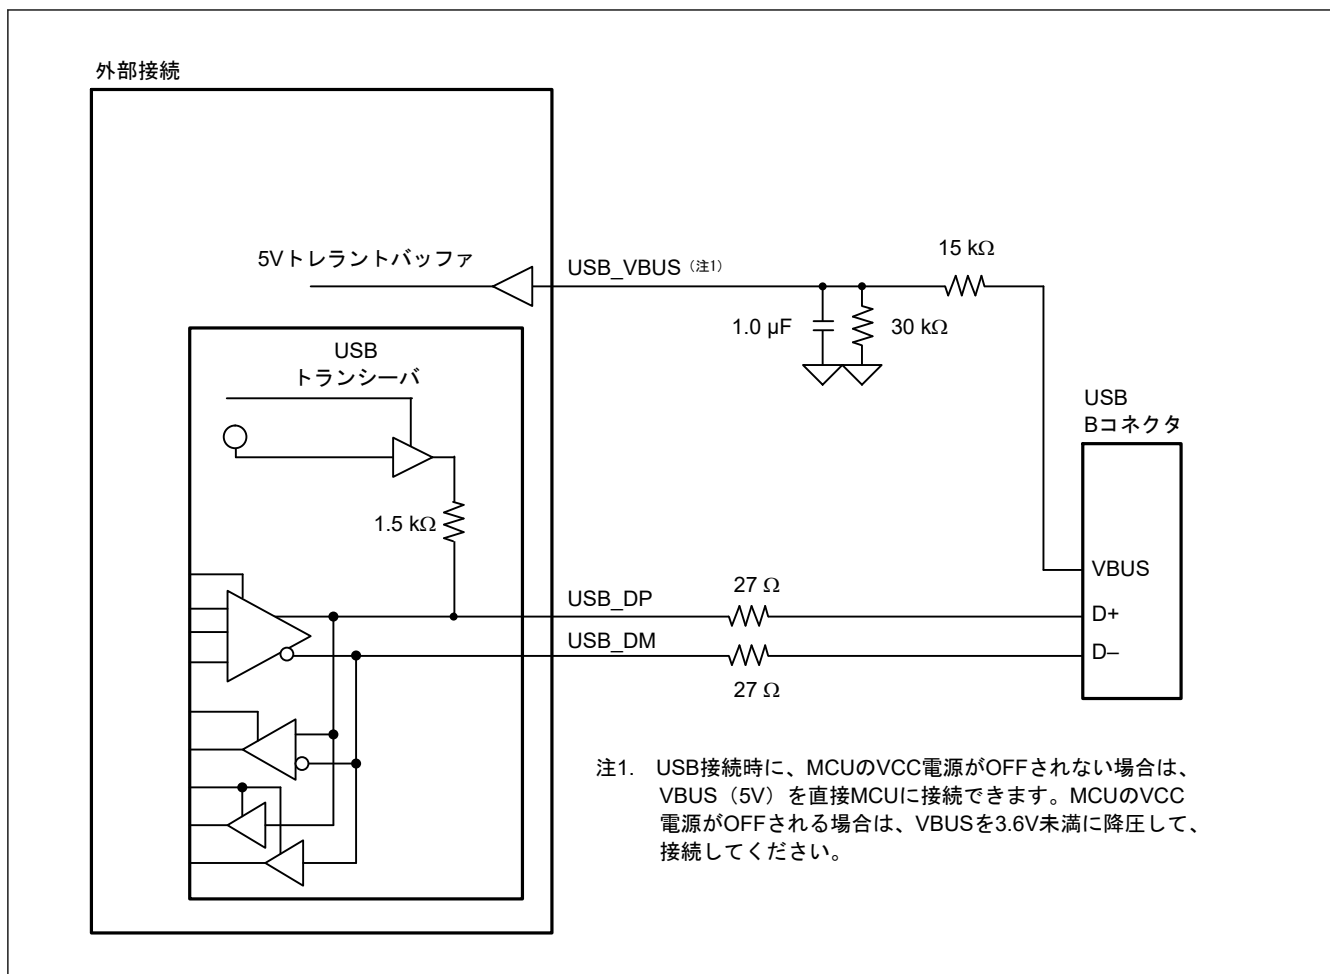 外部接続
5Vトレラントバッファ
USB_VBUS（注1）
15 kΩ
1.0 µF
30 kΩ
USB
トランシーバ
USB
Bコネクタ
1.5 kΩ
VBUS
USB_DP
27 Ω
D+
USB_DM
27 Ω
D–
注1. USB接続時に、MCUのVCC電源がOFFされない場合は、
VBUS（5V）を直接MCUに接続できます。MCUのVCC
電源がOFFされる場合は、VBUSを3.6V未満に降圧して、
接続してください。